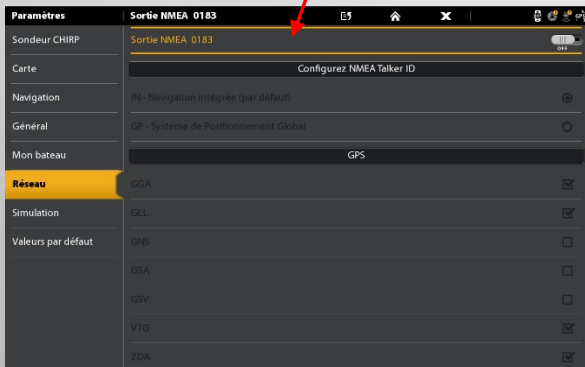 Paramètres
Sortie NMEA 0183
X
GPS
Sondeur CHIRP
Sortie NMEA 0183
OFF
Carte
Configurez NMEA Talker ID
Navigation
IN - Navigation intégrée (par défaut)
Général
GP - Système de Positionnement Global
Mon bateau
GPS
Réseau
GGA
GLL
Simulation
Valeurs par défaut
GNS
GSA
GSV
VTG
ZDA